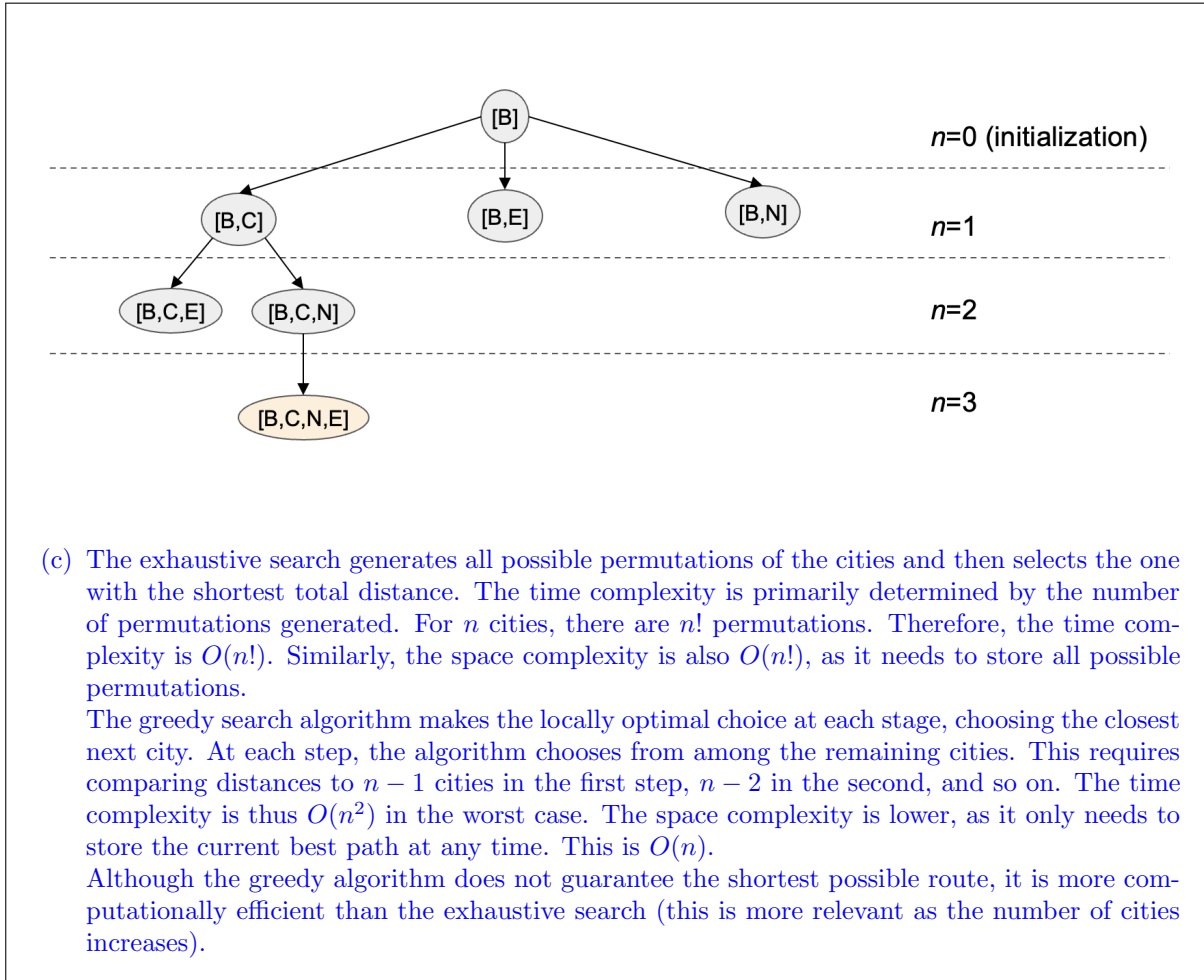 [B]
n=0 (initialization)
[B,C]
[B,E]
[B,N]
n=1
[B,C,E]
[B,C,N]
n=2
[B,C,N,E]
n=3
(c) The exhaustive search generates all possible permutations of the cities and then selects the one
with the shortest total distance. The time complexity is primarily determined by the number
of permutations generated. For n cities, there are n! permutations. Therefore, the time com-
plexity is O(n!). Similarly, the space complexity is also O(n!), as it needs to store all possible
permutations.
The greedy search algorithm makes the locally optimal choice at each stage, choosing the closest
next city. At each step, the algorithm chooses from among the remaining cities. This requires
comparing distances to n − 1 cities in the first step, n − 2 in the second, and so on. The time
complexity is thus O(n²) in the worst case. The space complexity is lower, as it only needs to
store the current best path at any time. This is O(n).
Although the greedy algorithm does not guarantee the shortest possible route, it is more com-
putationally efficient than the exhaustive search (this is more relevant as the number of cities
increases).